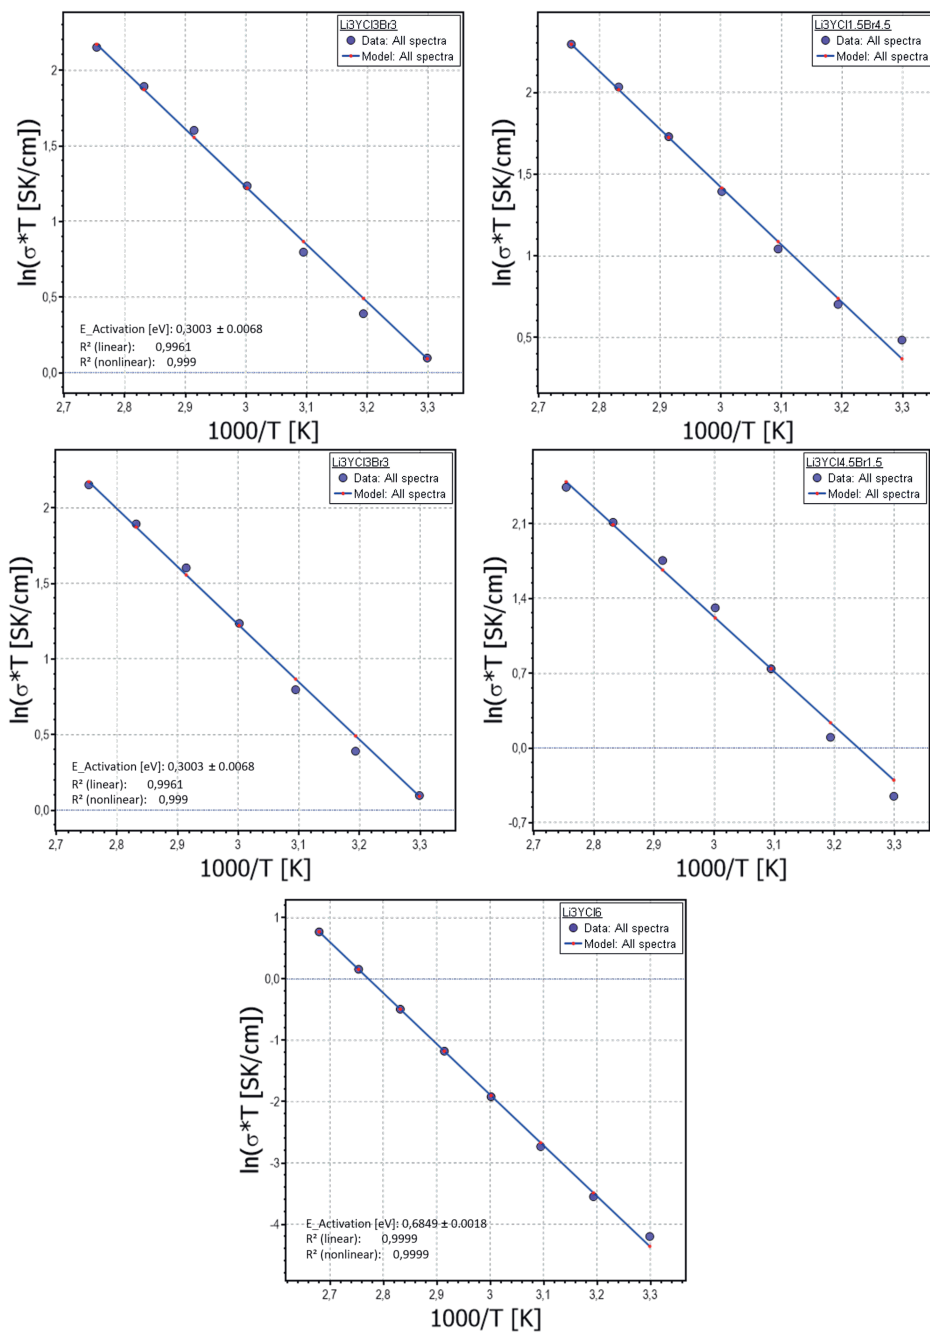 Li3YCl3Br3
Data: All spectra
Model: All spectra
2
1,5
1
0,5
0,0
ln(σ*T [SK/cm])
E_Activation [eV]: 0,3003 ± 0.0068
R² (linear): 0,9961
R² (nonlinear): 0,999
2,7 2,8 2,9 3 3,1 3,2 3,3
1000/T [K]
Li3YCl1.5Br4.5
Data: All spectra
Model: All spectra
2
1,5
1
0,5
ln(σ*T [SK/cm])
2,7 2,8 2,9 3 3,1 3,2 3,3
1000/T [K]
Li3YCl3Br3
Data: All spectra
Model: All spectra
2
1,5
1
0,5
0,0
ln(σ*T [SK/cm])
E_Activation [eV]: 0,3003 ± 0.0068
R² (linear): 0,9961
R² (nonlinear): 0,999
2,7 2,8 2,9 3 3,1 3,2 3,3
1000/T [K]
Li3YCl4.5Br1.5
Data: All spectra
Model: All spectra
2,1
1,4
0,7
0,0
-0,7
ln(σ*T [SK/cm])
2,7 2,8 2,9 3 3,1 3,2 3,3
1000/T [K]
Li3YCl6
Data: All spectra
Model: All spectra
1
0,0
-1
-2
-3
-4
ln(σ*T [SK/cm])
E_Activation [eV]: 0,6849 ± 0.0018
R² (linear): 0,9999
R² (nonlinear): 0,9999
2,7 2,8 2,9 3 3,1 3,2 3,3
1000/T [K]